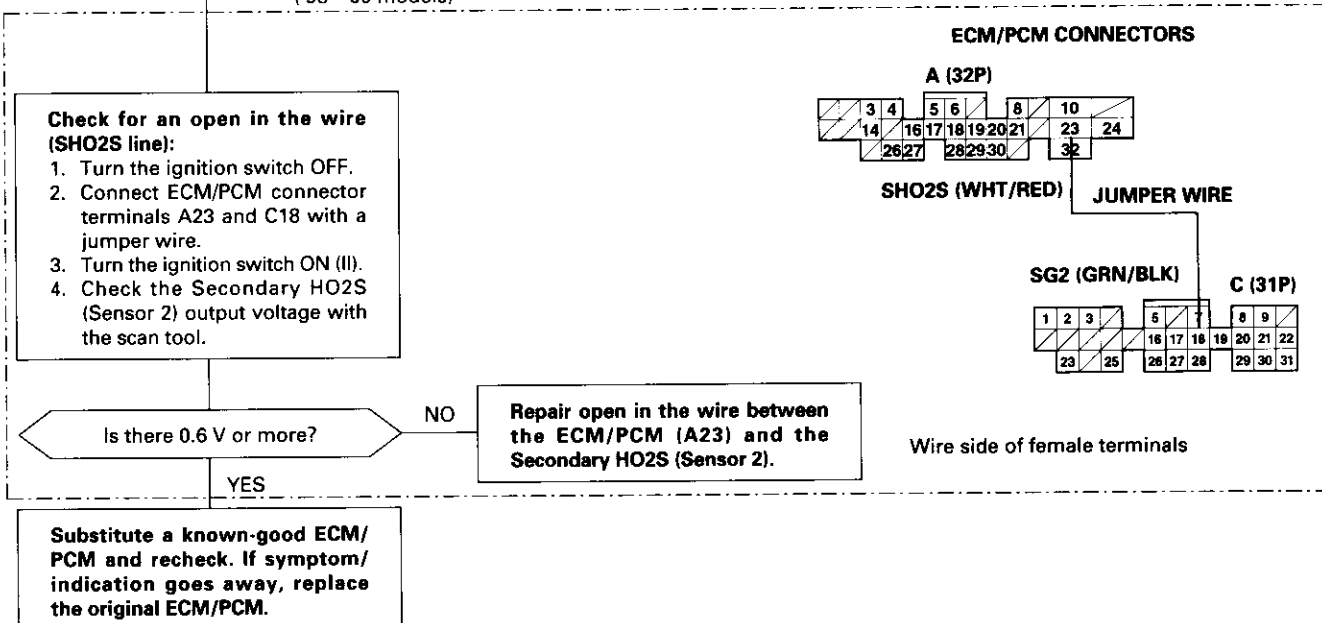 Check for an open in the wire
(SHO2S line):
1. Turn the ignition switch OFF.
2. Connect ECM/PCM connector
terminals A23 and C18 with a
jumper wire.
3. Turn the ignition switch ON (II).
4. Check the Secondary HO2S
(Sensor 2) output voltage with
the scan tool.
Is there 0.6 V or more?
NO
Repair open in the wire between
the ECM/PCM (A23) and the
Secondary HO2S (Sensor 2).
YES
Substitute a known-good ECM/
PCM and recheck. If symptom/
indication goes away, replace
the original ECM/PCM.
ECM/PCM CONNECTORS
A (32P)
3 4 5 6 8 10
14 16 17 18 19 20 21 23 24
26 27 28 29 30 32
SHO2S (WHT/RED)
JUMPER WIRE
SG2 (GRN/BLK)
C (31P)
1 2 3 5 7 8 9
16 17 18 19 20 21 22
23 25 26 27 28 29 30 31
Wire side of female terminals